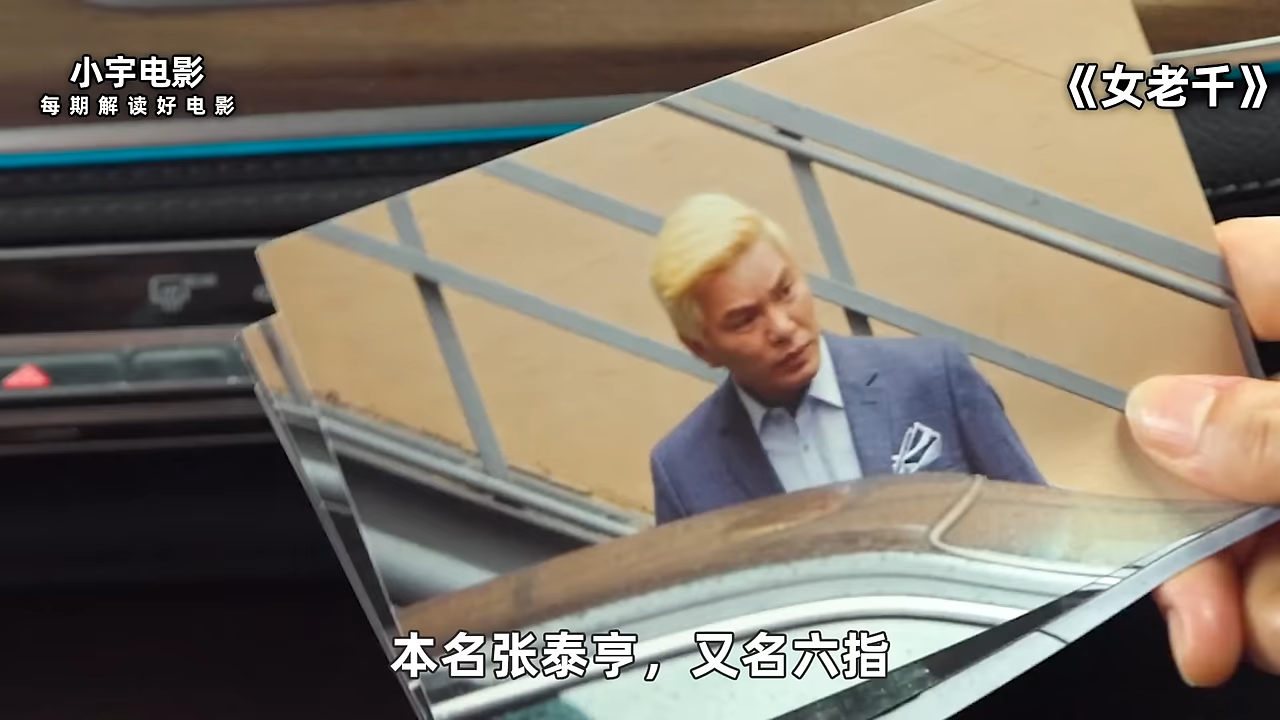 小宇电影
每期解读好电影
《女老千》
本名张泰亨，又名六指